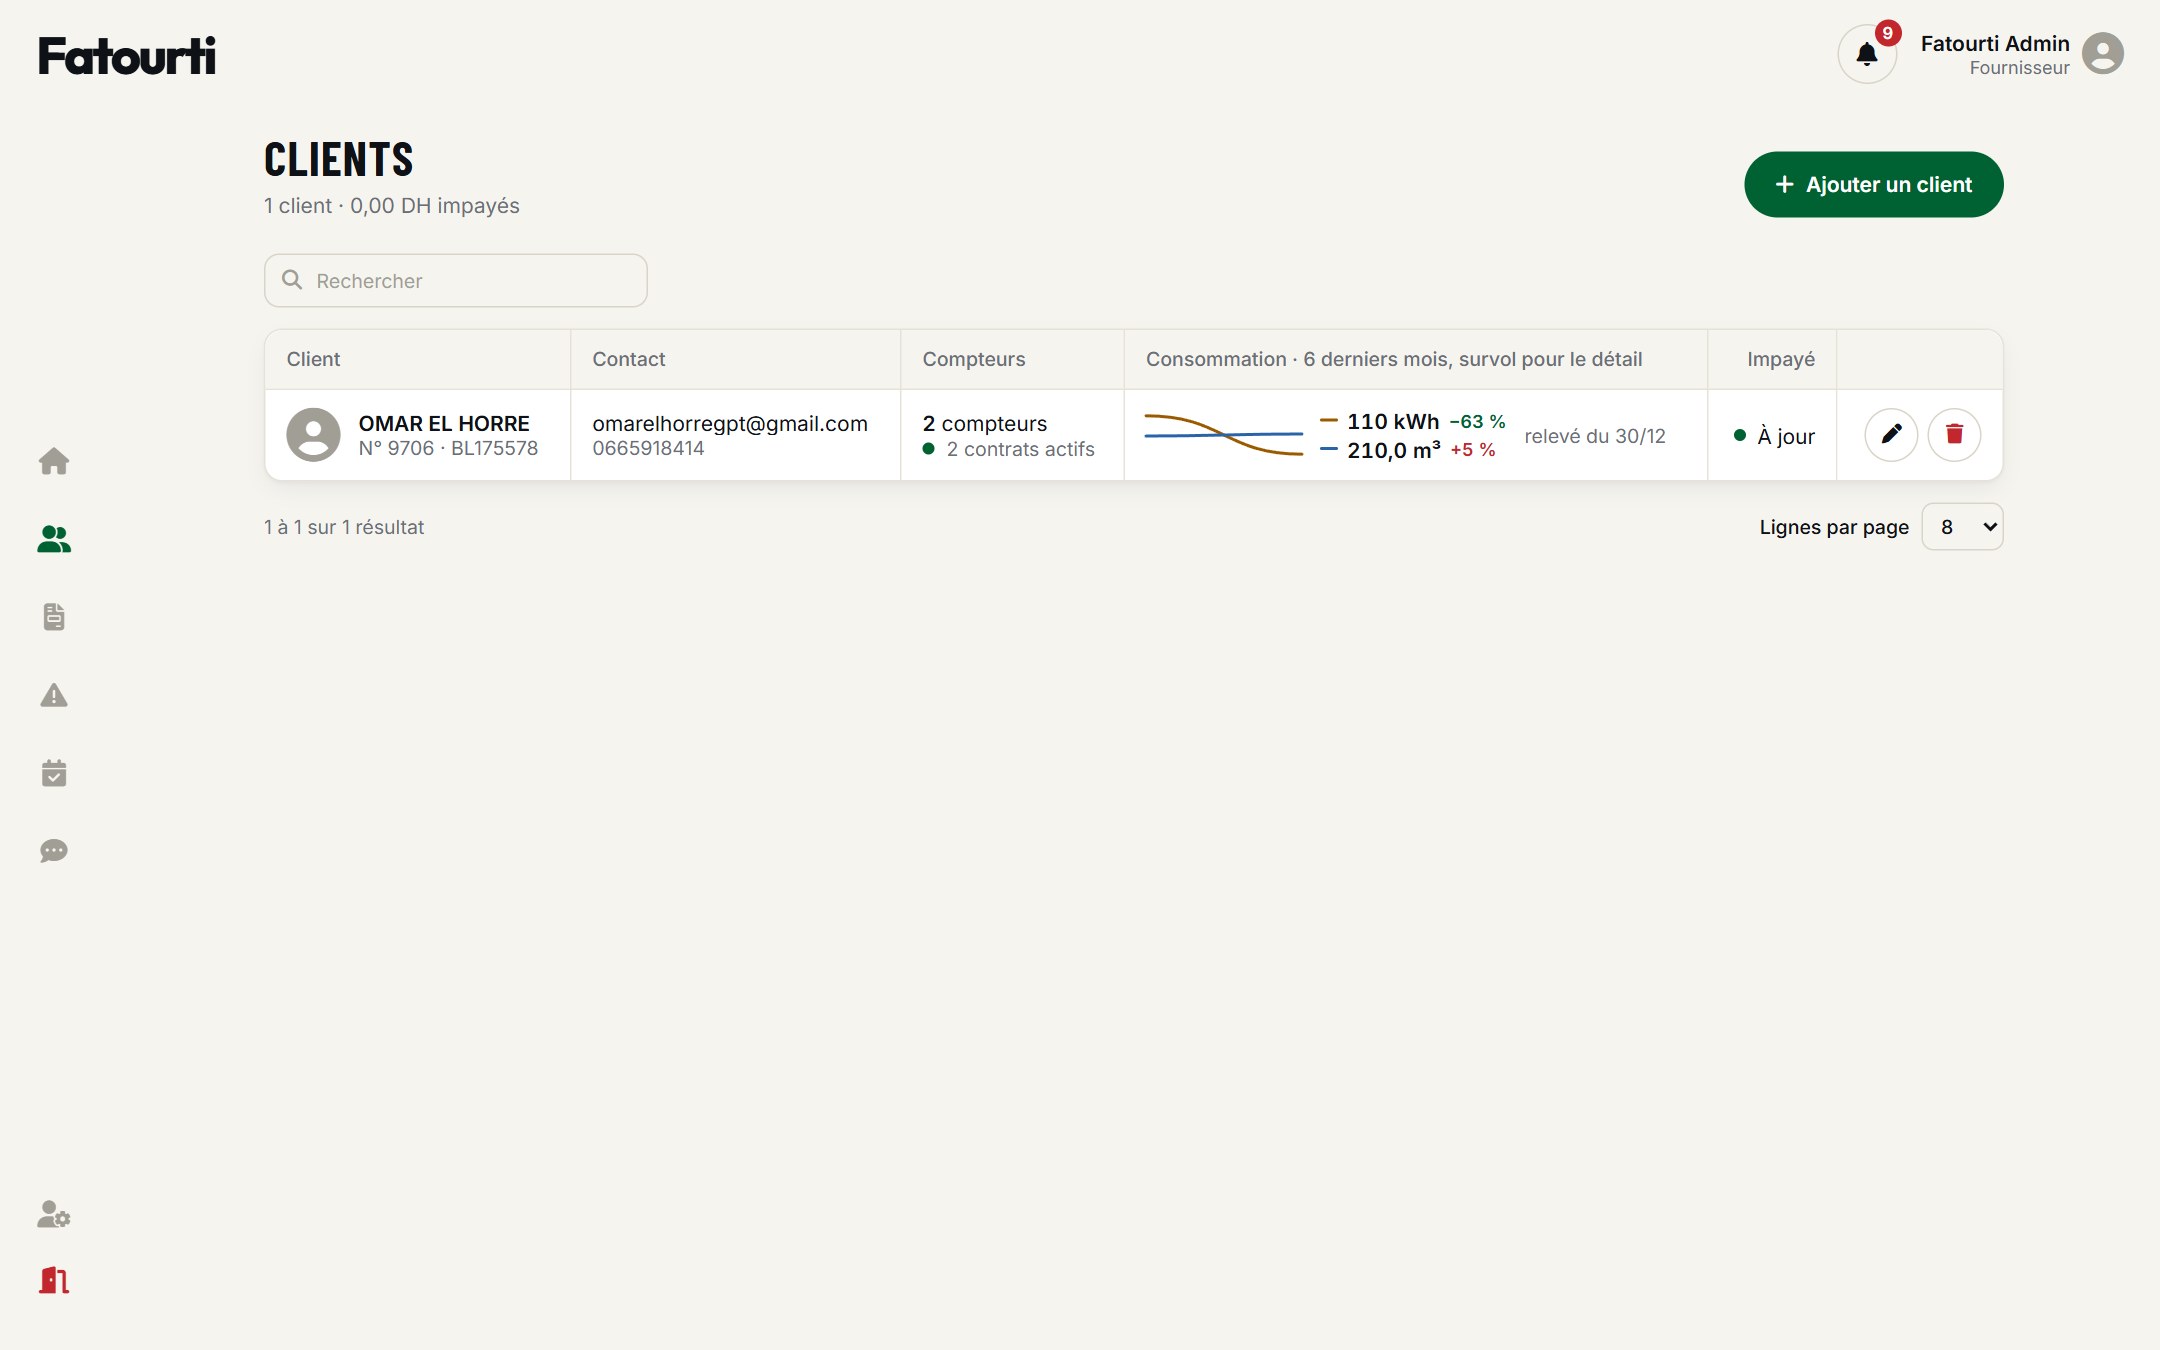 Fatourti
9
Fatourti Admin
Fournisseur
CLIENTS
1 client · 0,00 DH impayés
+ Ajouter un client
Rechercher
Client
Contact
Compteurs
Consommation · 6 derniers mois, survol pour le détail
Impayé
OMAR EL HORRE
N° 9706 · BL175578
omarelhorregpt@gmail.com
0665918414
2 compteurs
2 contrats actifs
110 kWh −63 %
210,0 m³ +5 %
relevé du 30/12
À jour
1 à 1 sur 1 résultat
Lignes par page
8